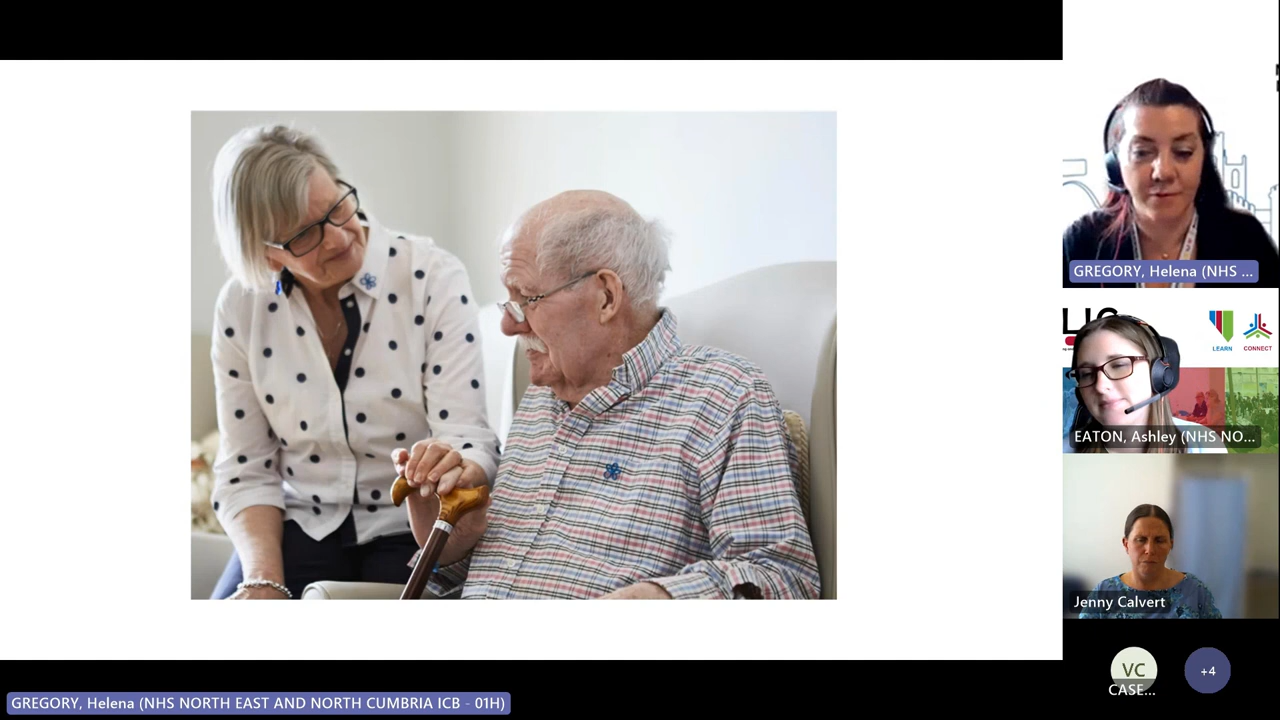 GREGORY, Helena (NHS ...
LEARN
CONNECT
EATON, Ashley (NHS NO...
Jenny Calvert
VC
+4
CASE...
GREGORY, Helena (NHS NORTH EAST AND NORTH CUMBRIA ICB - 01H)